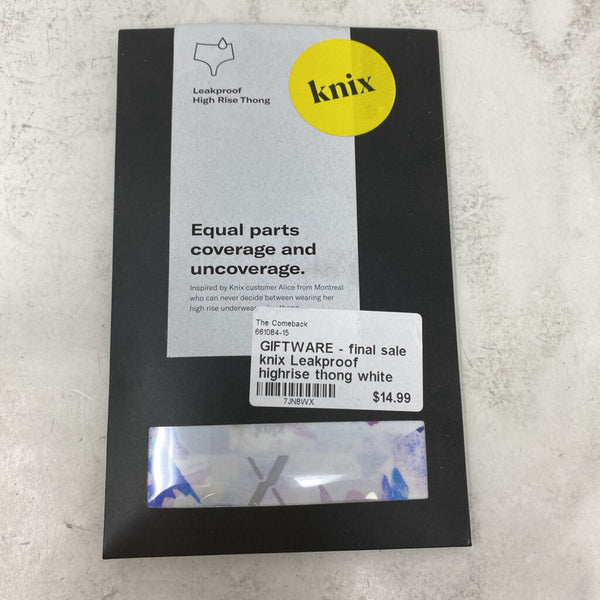 Leakproof
High Rise Thong
knix
Equal parts
coverage and
uncoverage.
Inspired by Knix customer Alice from Montreal
who can never decide between wearing her
high rise underwear
The Comeback
661084-15
GIFTWARE - final sale
knix Leakproof
highrise thong white
$14.99
7JN8VVX